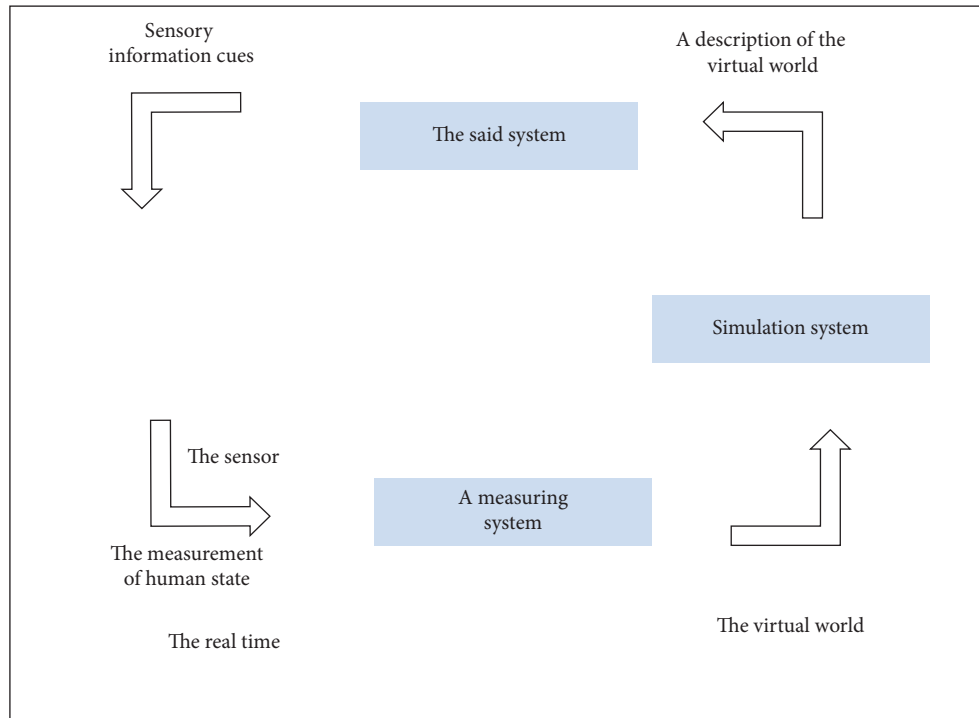 Sensory
information cues
A description of the
virtual world
The said system
Simulation system
The sensor
A measuring
system
The measurement
of human state
The real time
The virtual world